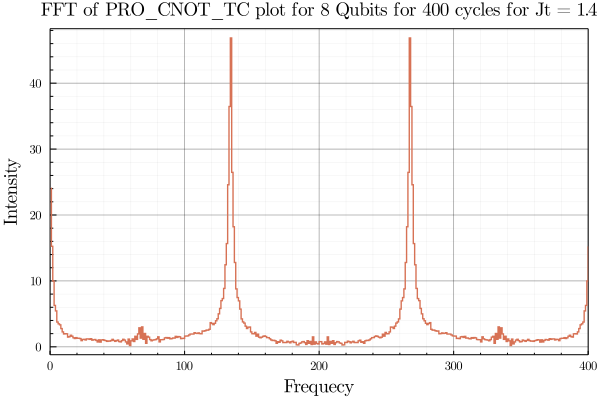 FFT of PRO_CNOT_TC plot for 8 Qubits for 400 cycles for Jt = 1.4
Intensity
40
30
20
10
0
0 100 200 300 400
Frequecy